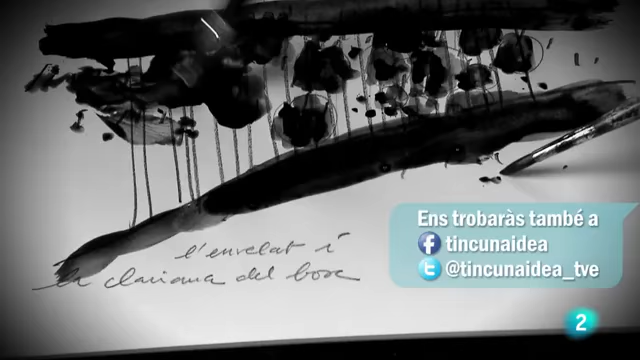 l'envelat i
la clariana del bosc
Ens trobaràs també a
f tincunaidea
t @tincunaidea_tve
2